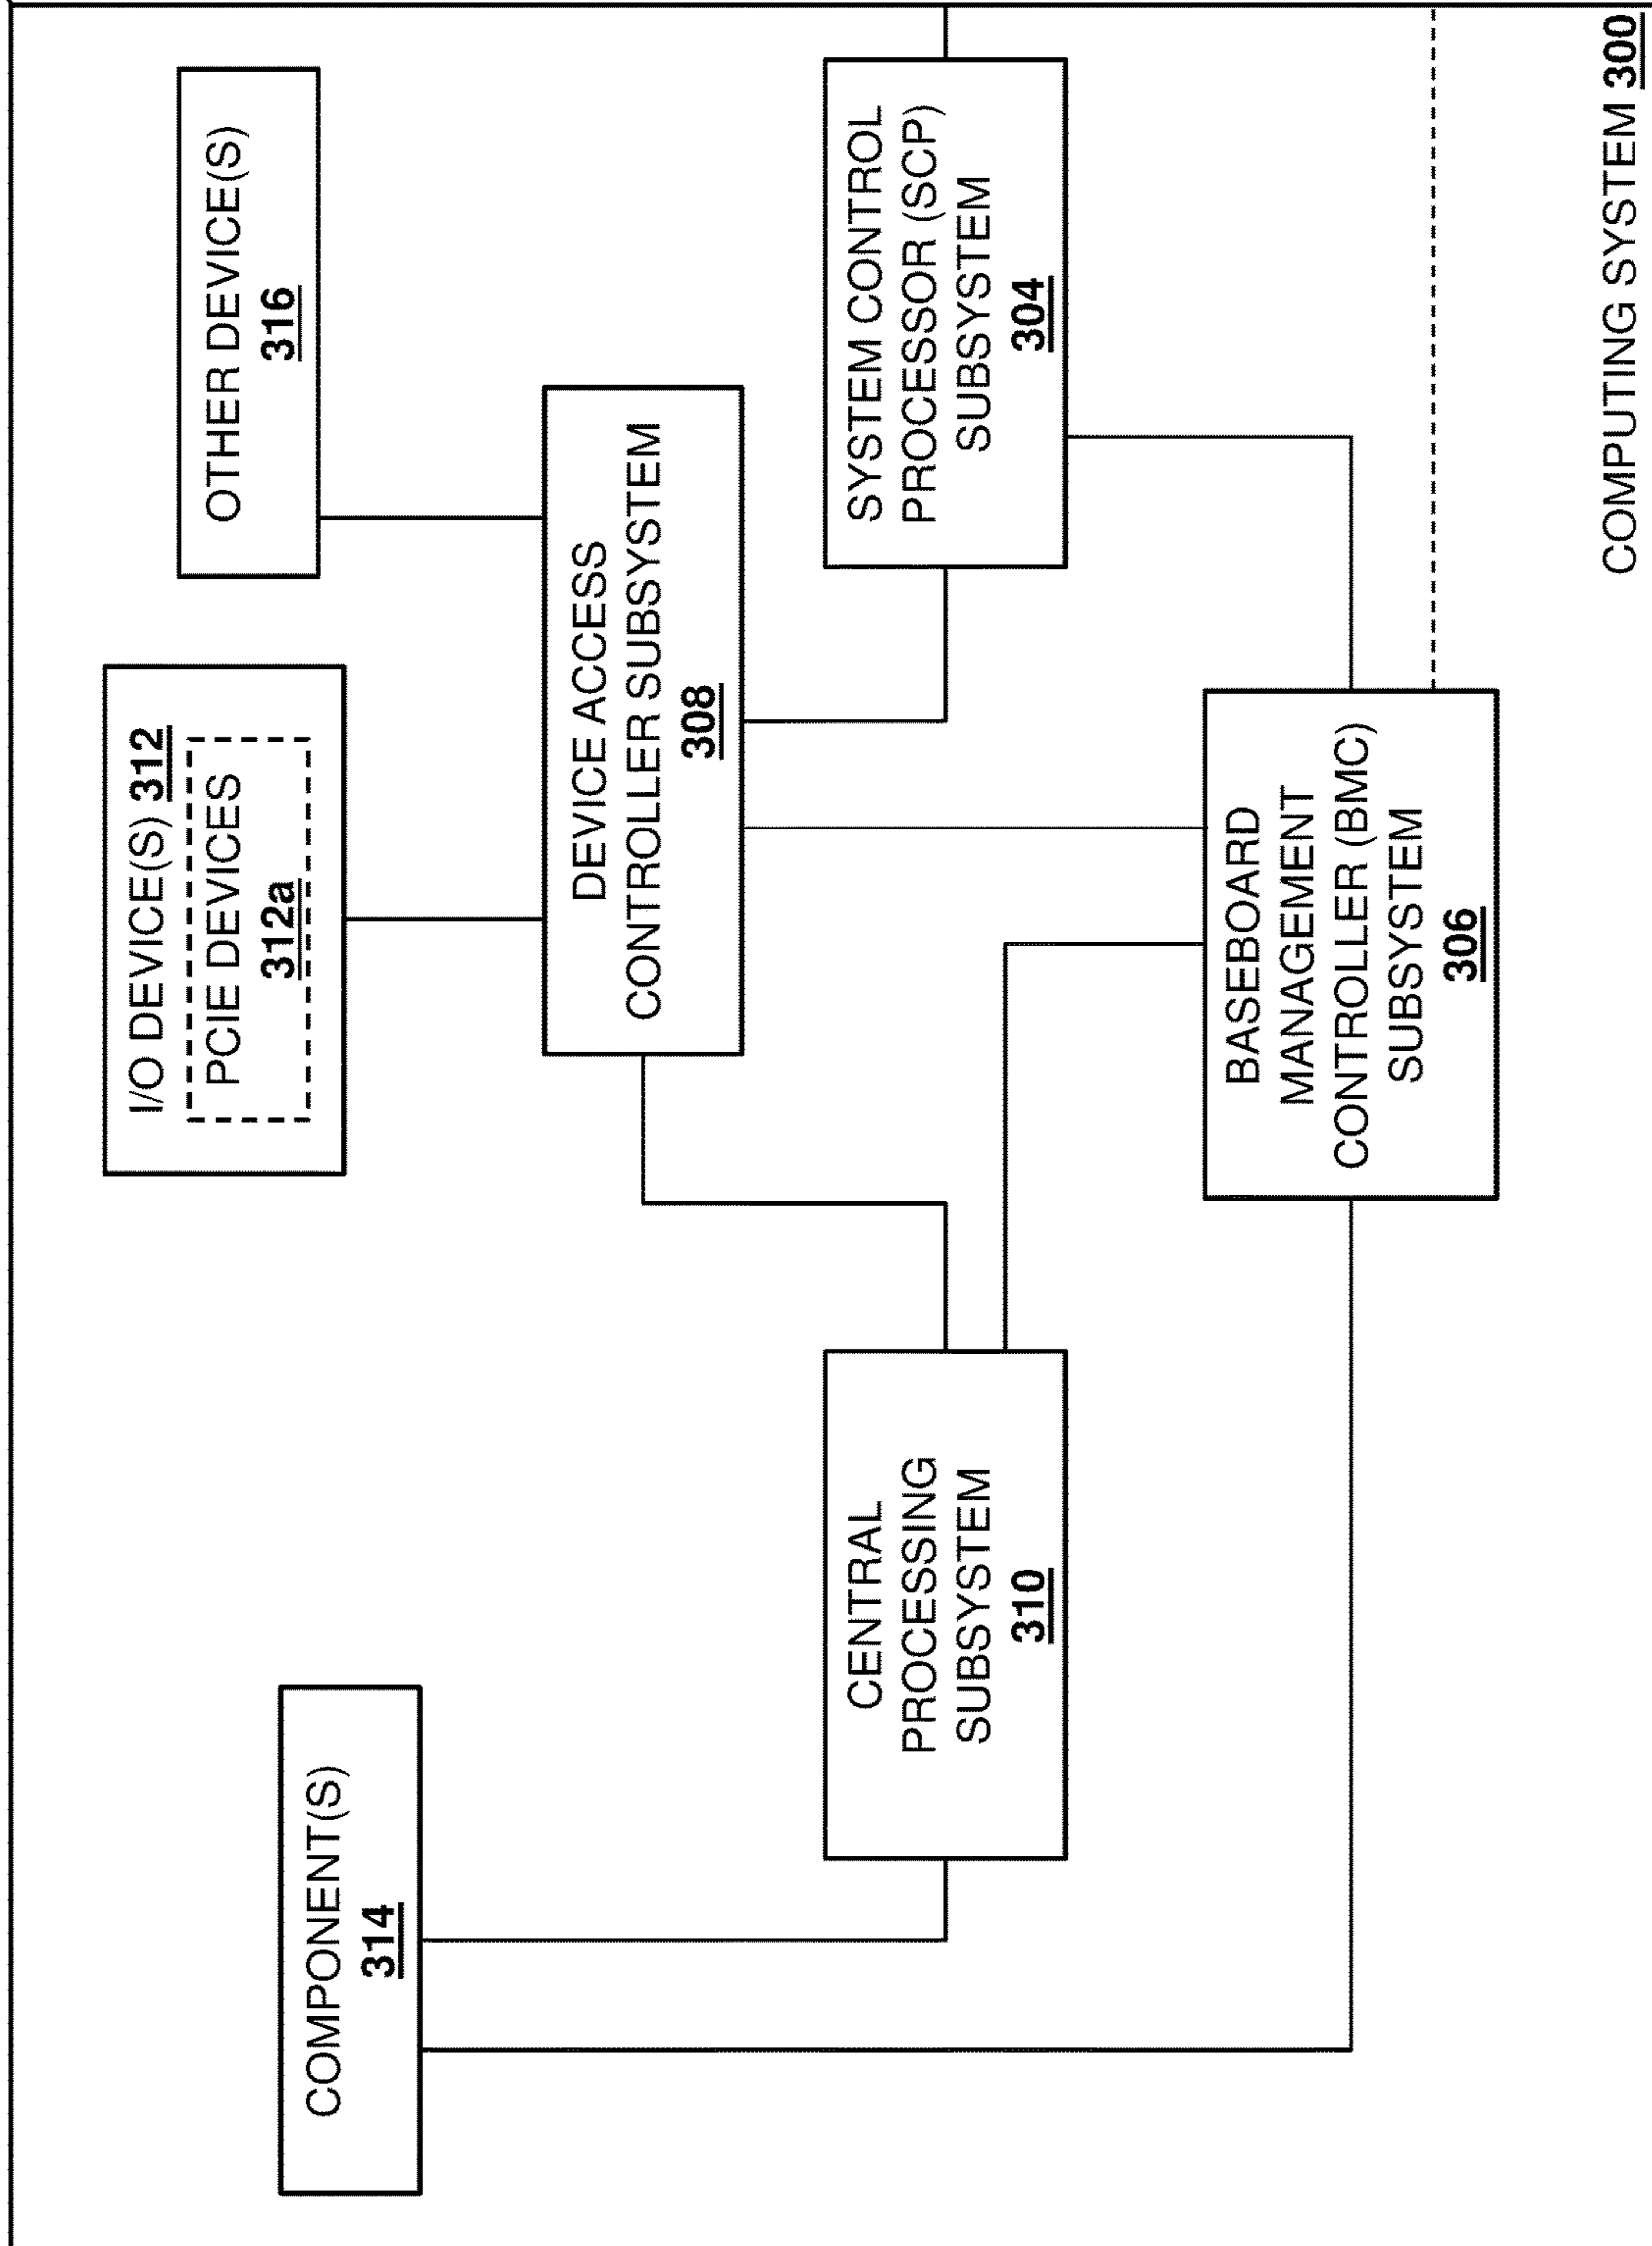 COMPONENT(S)
314
I/O DEVICE(S) 312
PCIE DEVICES
312a
OTHER DEVICE(S)
316
DEVICE ACCESS
CONTROLLER SUBSYSTEM
308
CENTRAL
PROCESSING
SUBSYSTEM
310
SYSTEM CONTROL
PROCESSOR (SCP)
SUBSYSTEM
304
BASEBOARD
MANAGEMENT
CONTROLLER (BMC)
SUBSYSTEM
306
COMPUTING SYSTEM 300